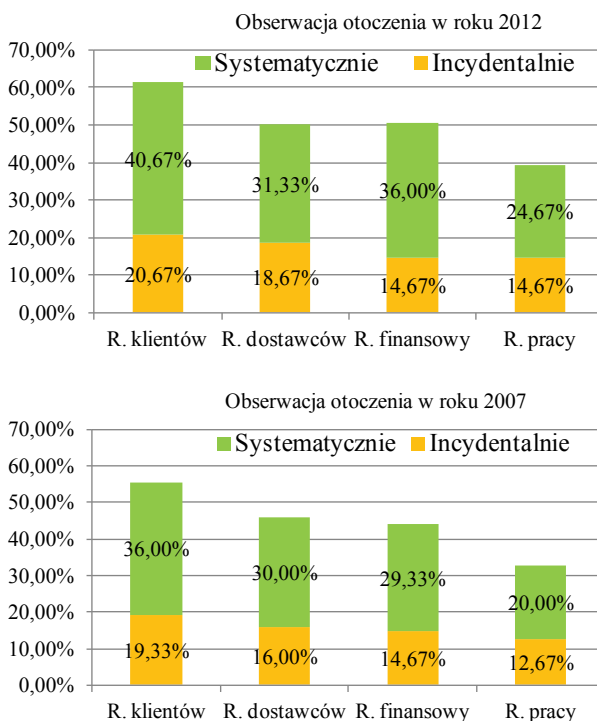 Obserwacja otoczenia w roku 2012
70,00%
Systematycznie Incydentalnie
60,00%
50,00%
40,00%
40,67% 31,33% 36,00% 24,67%
30,00%
20,00%
10,00%
20,67% 18,67% 14,67% 14,67%
0,00%
R. klientów R. dostawców R. finansowy R. pracy
Obserwacja otoczenia w roku 2007
70,00%
Systematycznie Incydentalnie
60,00%
50,00%
40,00%
36,00% 30,00% 29,33% 20,00%
30,00%
20,00%
10,00%
19,33% 16,00% 14,67% 12,67%
0,00%
R. klientów R. dostawców R. finansowy R. pracy